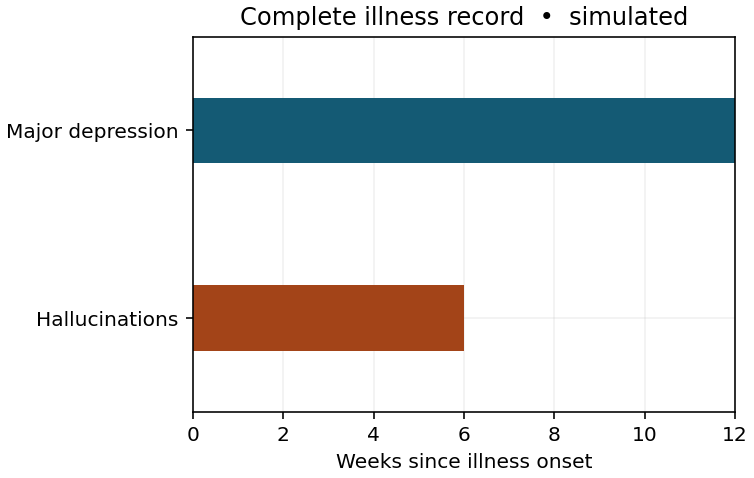 Complete illness record • simulated
Major depression
Hallucinations
0 2 4 6 8 10 12
Weeks since illness onset